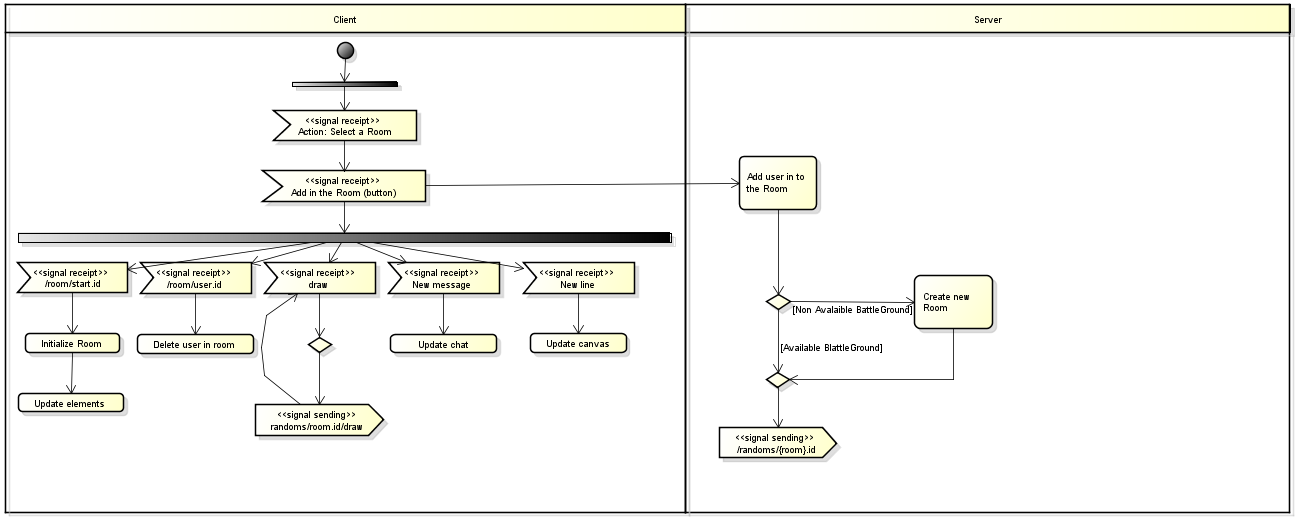 Client
Server
<<signal receipt>>
Action: Select a Room
<<signal receipt>>
Add in the Room (button)
Add user in to
the Room
<<signal receipt>>
/room/start.id
<<signal receipt>>
/room/user.id
<<signal receipt>>
draw
<<signal receipt>>
New message
<<signal receipt>>
New line
Create new
Room
[Non Avalaible BattleGround]
Initialize Room
Delete user in room
Update chat
Update canvas
[Available BlattleGround]
Update elements
<<signal sending>>
randoms/room.id/draw
<<signal sending>>
/randoms/{room}.id